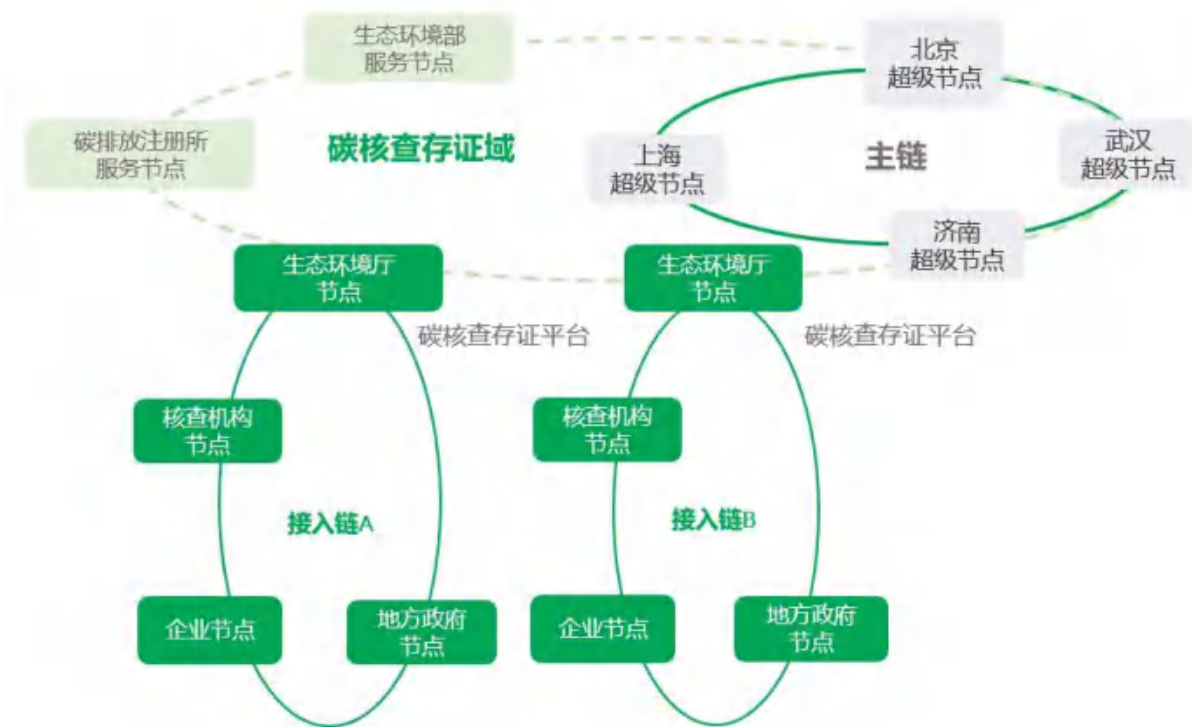 生态环境部
服务节点
北京
超级节点
碳排放注册所
服务节点
碳核查存证域
上海
超级节点
主链
武汉
超级节点
济南
超级节点
生态环境厅
节点
生态环境厅
节点
碳核查存证平台
碳核查存证平台
核查机构
节点
核查机构
节点
接入链A
接入链B
企业节点
地方政府
节点
企业节点
地方政府
节点